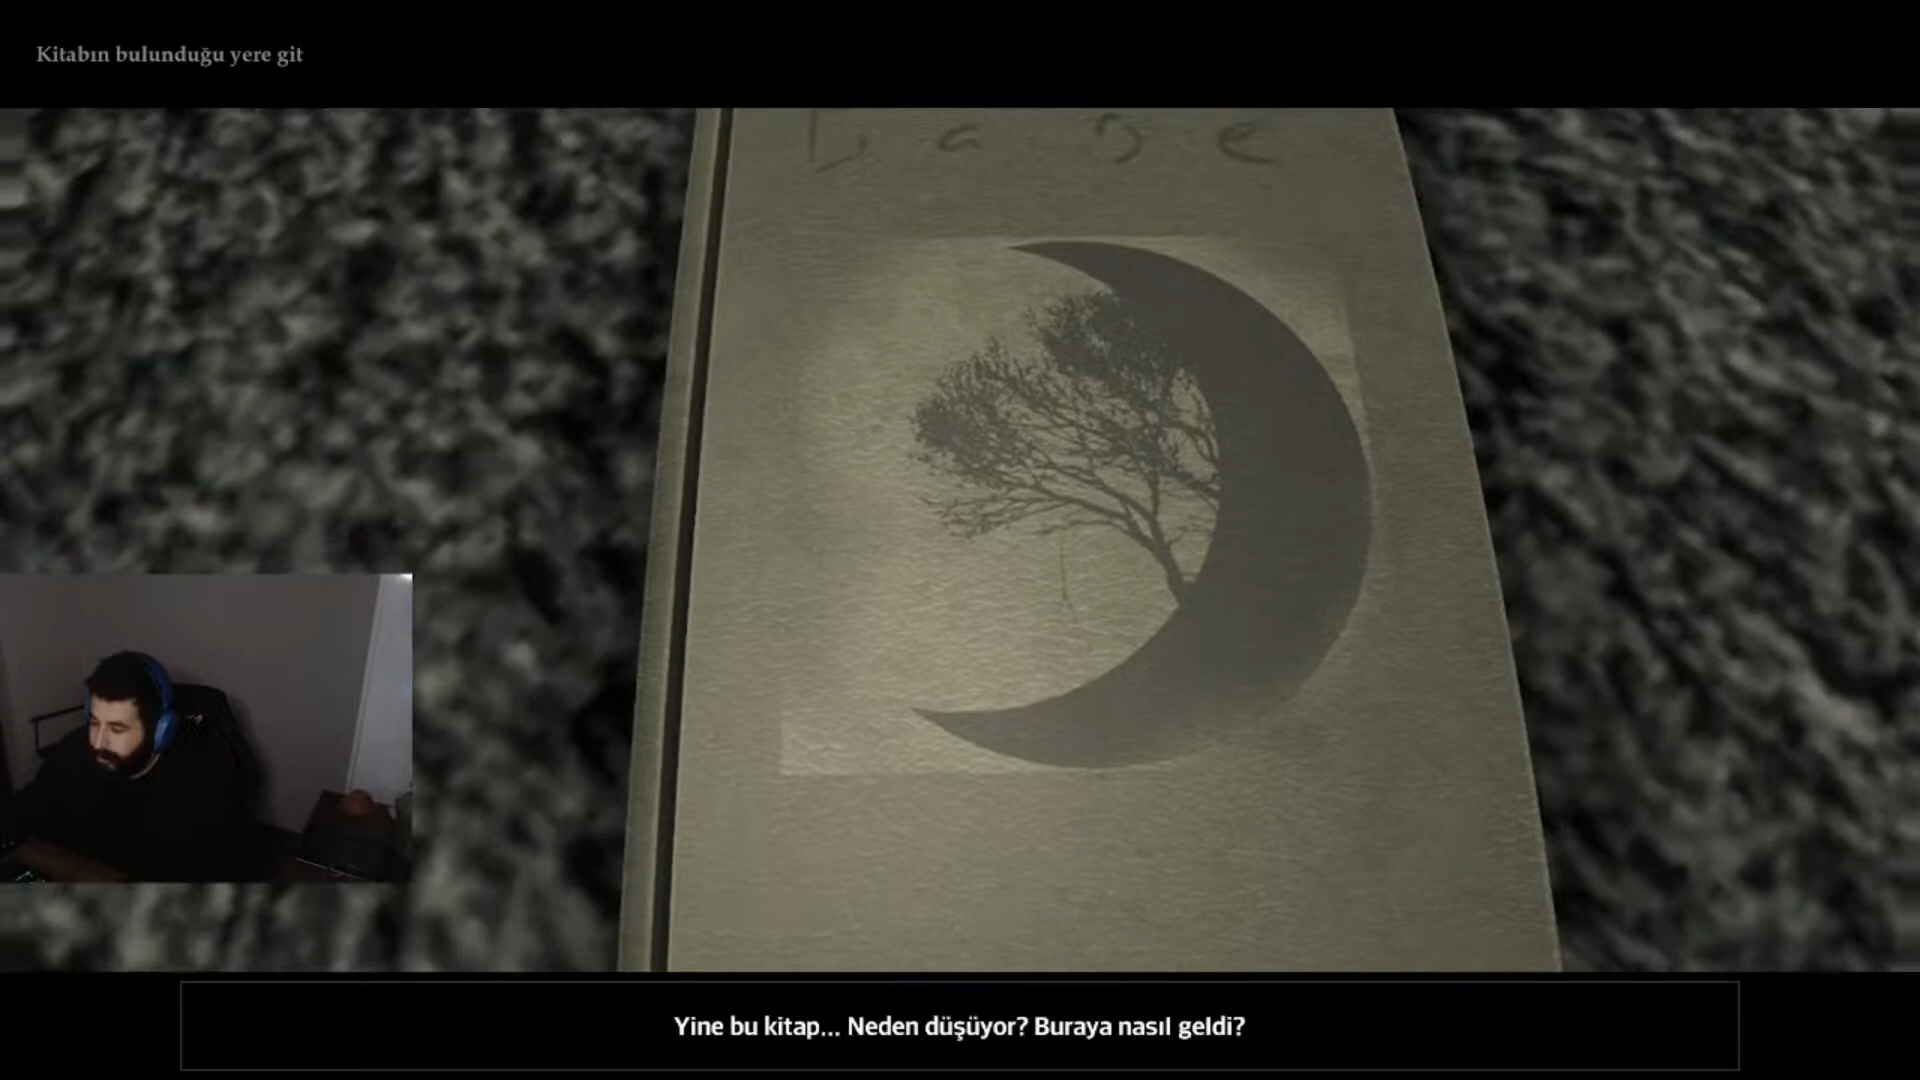 Kitabın bulunduğu yere git
Yine bu kitap... Neden düşüyor? Buraya nasıl geldi?